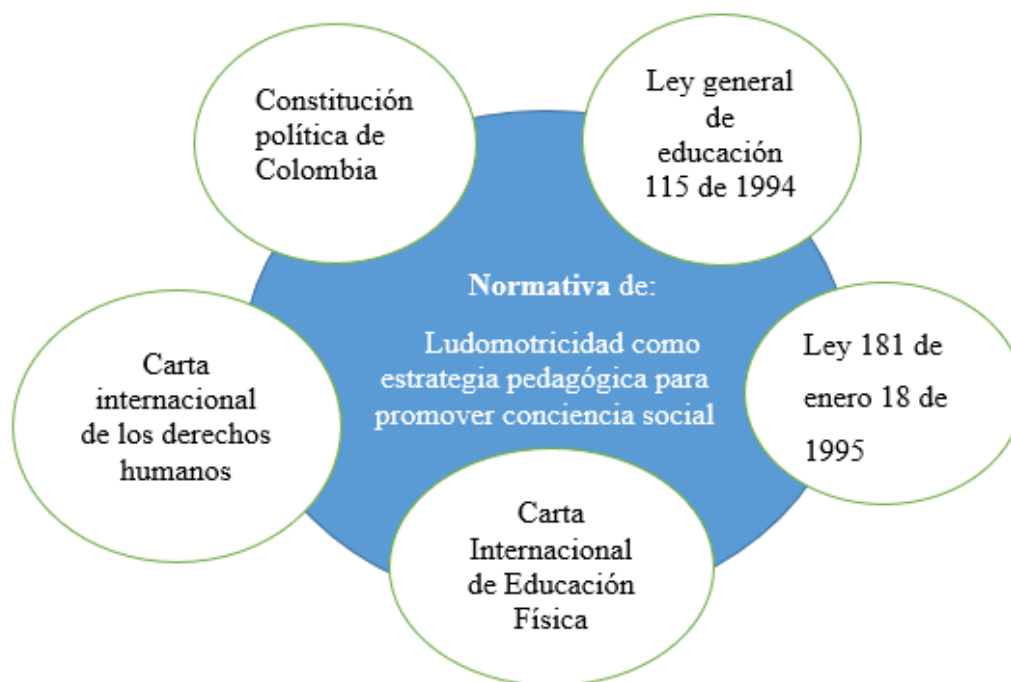 Constitución
política de
Colombia
Ley general
de
educación
115 de 1994
Normativa de:
Ludomotricidad como
estrategia pedagógica para
promover conciencia social
Ley 181 de
enero 18 de
1995
Carta
internacional
de los derechos
humanos
Carta
Internacional
de Educación
Física